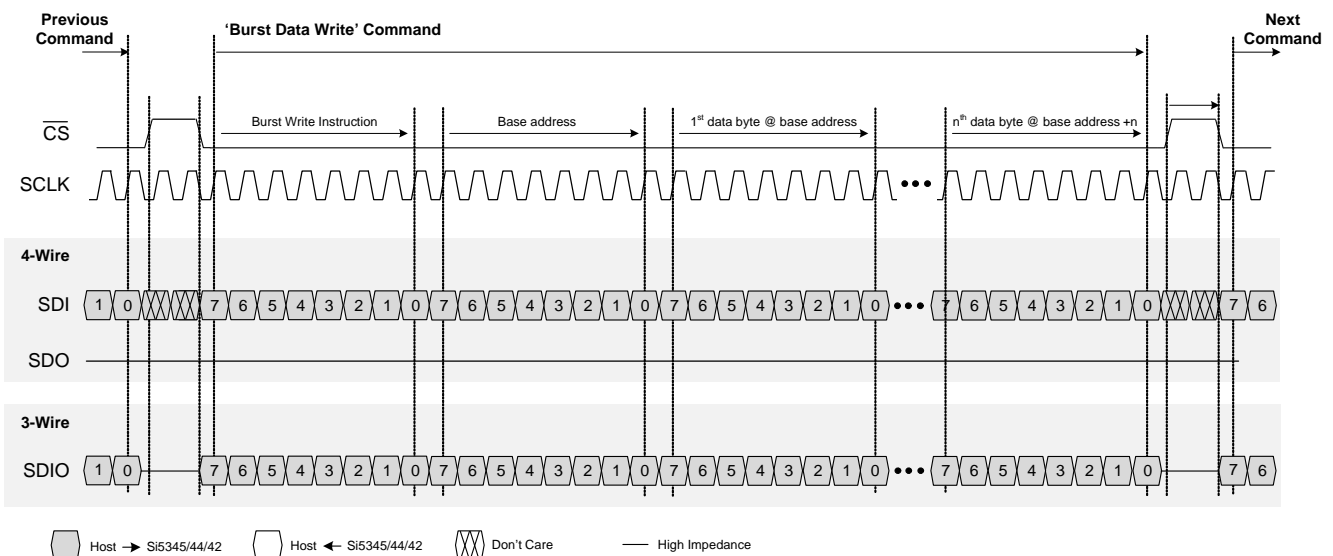 Previous Command
‘Burst Data Write’ Command
Next Command
CS
Burst Write Instruction
Base address
1st data byte @ base address
nth data byte @ base address +n
SCLK
4-Wire
SDI 1 0 7 6 5 4 3 2 1 0 7 6 5 4 3 2 1 0 7 6 5 4 3 2 1 0 7 6 5 4 3 2 1 0 7 6
SDO
3-Wire
SDIO 1 0 7 6 5 4 3 2 1 0 7 6 5 4 3 2 1 0 7 6 5 4 3 2 1 0 7 6 5 4 3 2 1 0 7 6
Host → Si5345/44/42
Host ← Si5345/44/42
Don’t Care
High Impedance